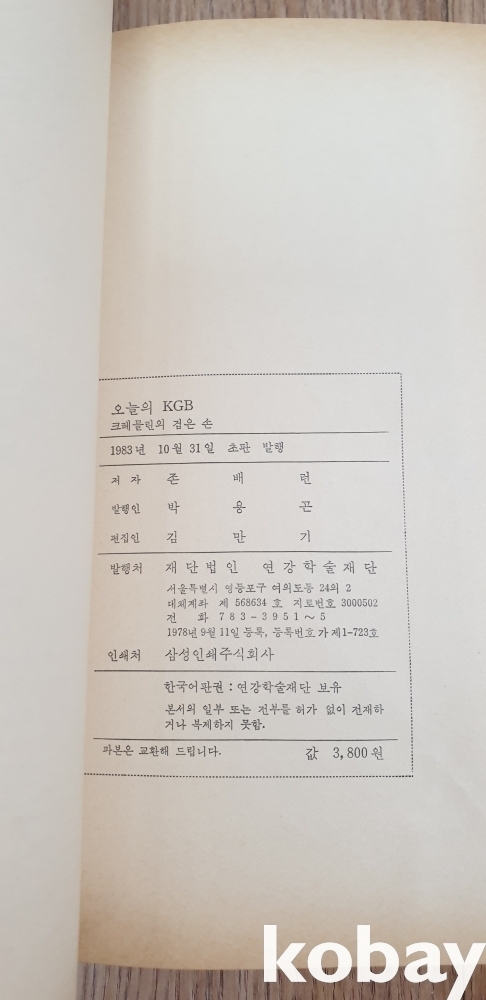 오늘의 KGB
크레믈린의 검은 손
1983년 10월 31일 초판 발행
저 자 존 배 런
발행인 박 용 곤
편집인 김 만 기
발행처 재단법인 연강학술재단
서울특별시 영등포구 여의도동 24의 2
대체계좌 제 568634 호 지로번호 3000502
전 화 783-3951~5
1978년 9월 11일 등록, 등록번호 가 제1-723호
인쇄처 삼성인쇄주식회사
한국어판권 : 연강학술재단 보유
본서의 일부 또는 전부를 허가 없이 전재하
거나 복제하지 못함.
파본은 교환해 드립니다. 값 3,800원
kobay